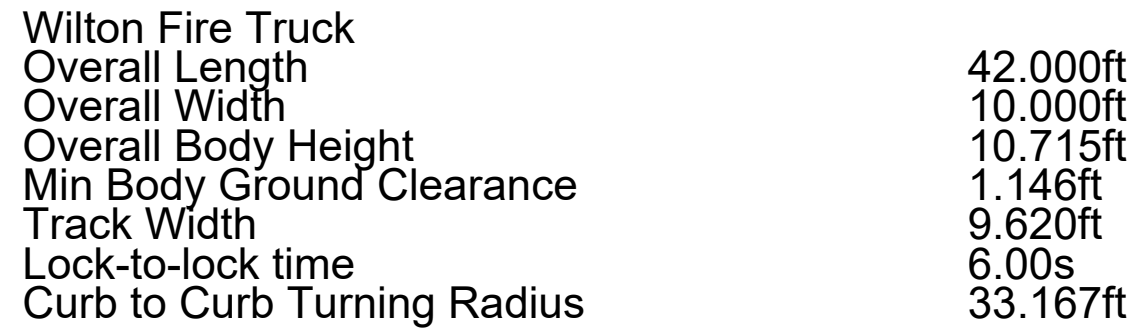 Wilton Fire Truck
Overall Length 42.000ft
Overall Width 10.000ft
Overall Body Height 10.715ft
Min Body Ground Clearance 1.146ft
Track Width 9.620ft
Lock-to-lock time 6.00s
Curb to Curb Turning Radius 33.167ft